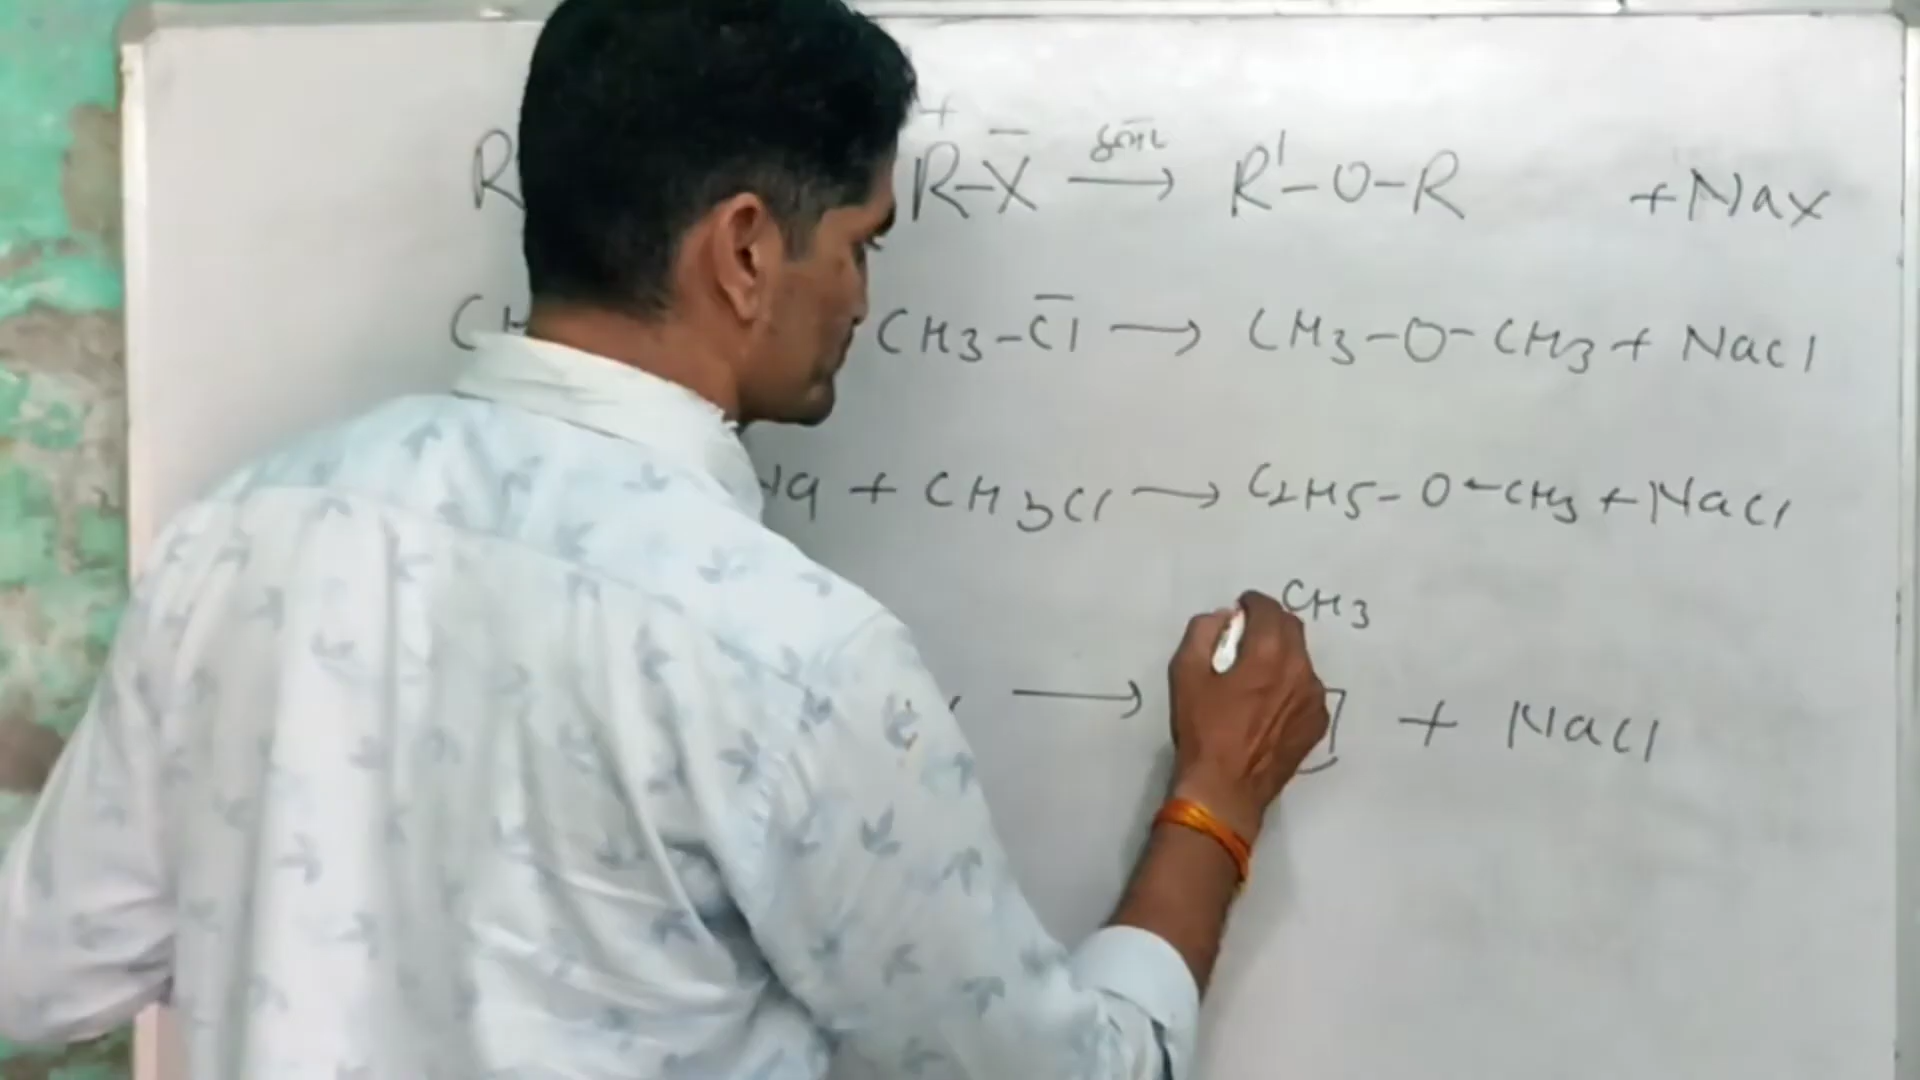 R R-X → R'-O-R + NaX
CH CH3-Cl → CH3-O-CH3 + NaCl
Na + CH3Cl → C2H5-O-CH3 + NaCl
CH3
→ + NaCl